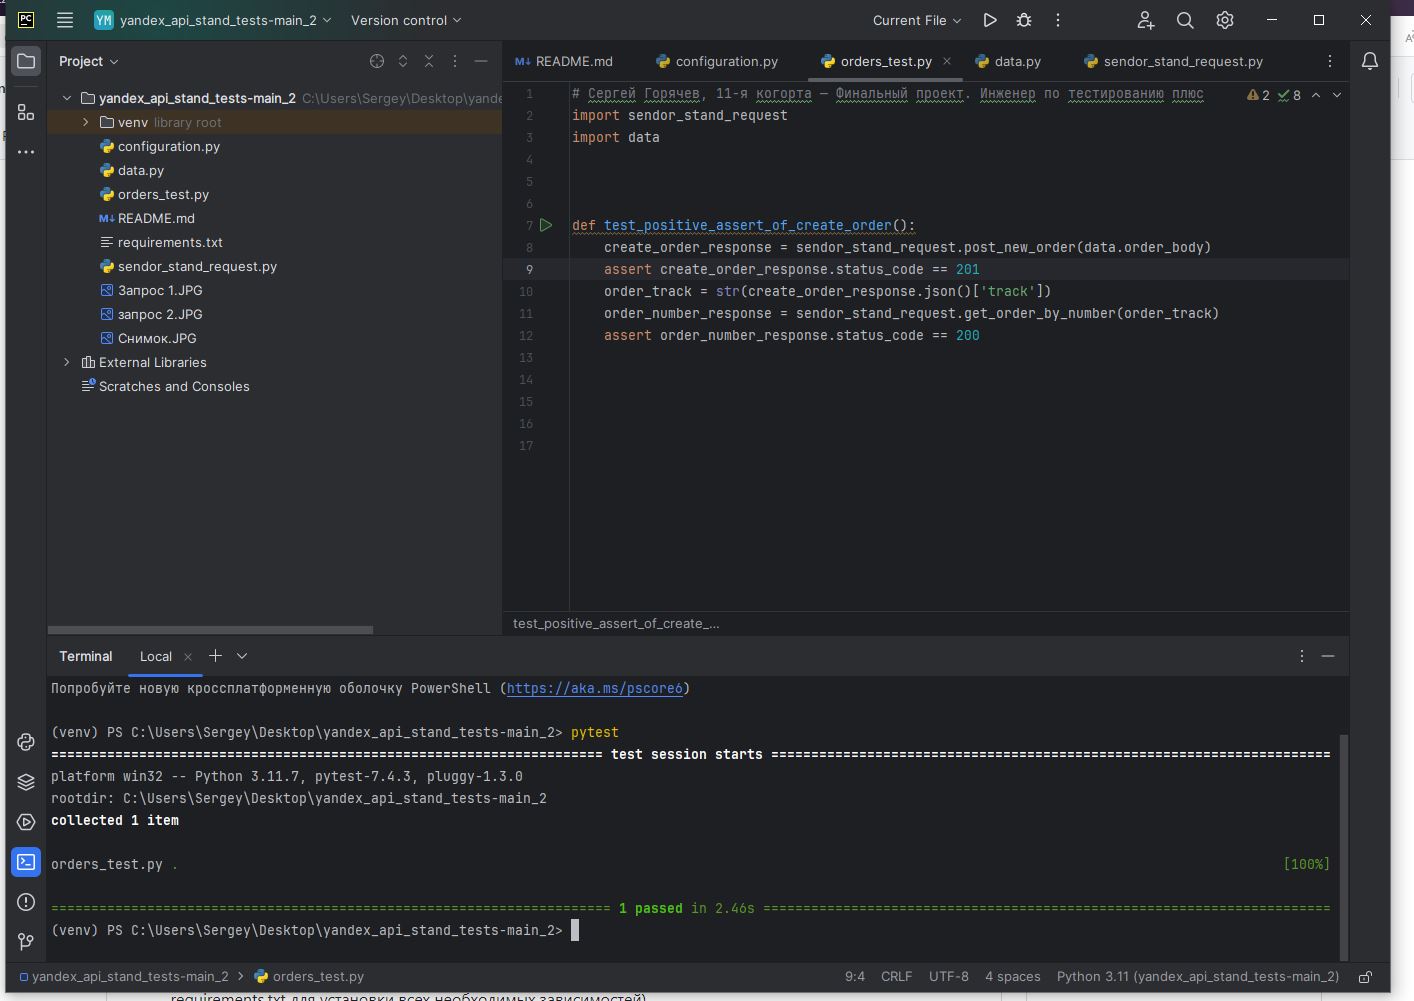 YM yandex_api_stand_tests-main_2 Version control Current File
Project
README.md configuration.py orders_test.py data.py sendor_stand_request.py
yandex_api_stand_tests-main_2 C:\Users\Sergey\Desktop\yande
venv library root
configuration.py
data.py
orders_test.py
README.md
requirements.txt
sendor_stand_request.py
Запрос 1.JPG
запрос 2.JPG
Снимок.JPG
External Libraries
Scratches and Consoles
1 # Сергей Горячев, 11-я когорта — Финальный проект. Инженер по тестированию плюс 2 8
2 import sendor_stand_request
3 import data
4
5
6
7 def test_positive_assert_of_create_order():
8 create_order_response = sendor_stand_request.post_new_order(data.order_body)
9 assert create_order_response.status_code == 201
10 order_track = str(create_order_response.json()['track'])
11 order_number_response = sendor_stand_request.get_order_by_number(order_track)
12 assert order_number_response.status_code == 200
13
14
15
16
17
test_positive_assert_of_create_...
Terminal Local
Попробуйте новую кроссплатформенную оболочку PowerShell (https://aka.ms/pscore6)
(venv) PS C:\Users\Sergey\Desktop\yandex_api_stand_tests-main_2> pytest
===================================================================== test session starts ======================================================================
platform win32 -- Python 3.11.7, pytest-7.4.3, pluggy-1.3.0
rootdir: C:\Users\Sergey\Desktop\yandex_api_stand_tests-main_2
collected 1 item
orders_test.py . [100%]
====================================================================== 1 passed in 2.46s =======================================================================
(venv) PS C:\Users\Sergey\Desktop\yandex_api_stand_tests-main_2>
yandex_api_stand_tests-main_2 > orders_test.py 9:4 CRLF UTF-8 4 spaces Python 3.11 (yandex_api_stand_tests-main_2)
requirements.txt для установки всех необходимых зависимостей)